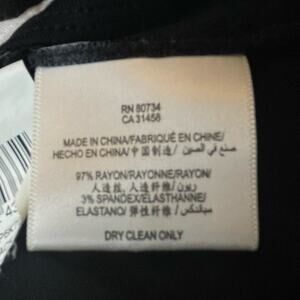 RN 80734
CA 31458
MADE IN CHINA/FABRIQUÉ EN CHINE/
HECHO EN CHINA/中国制造/ صنع في الصين
97% RAYON/RAYONNE/RAYON/
人造丝, 人造纤维/ ريون/
3% SPANDEX/ELASTHANNE/
ELASTANO/ 弹性纤维/ سباندكس
DRY CLEAN ONLY